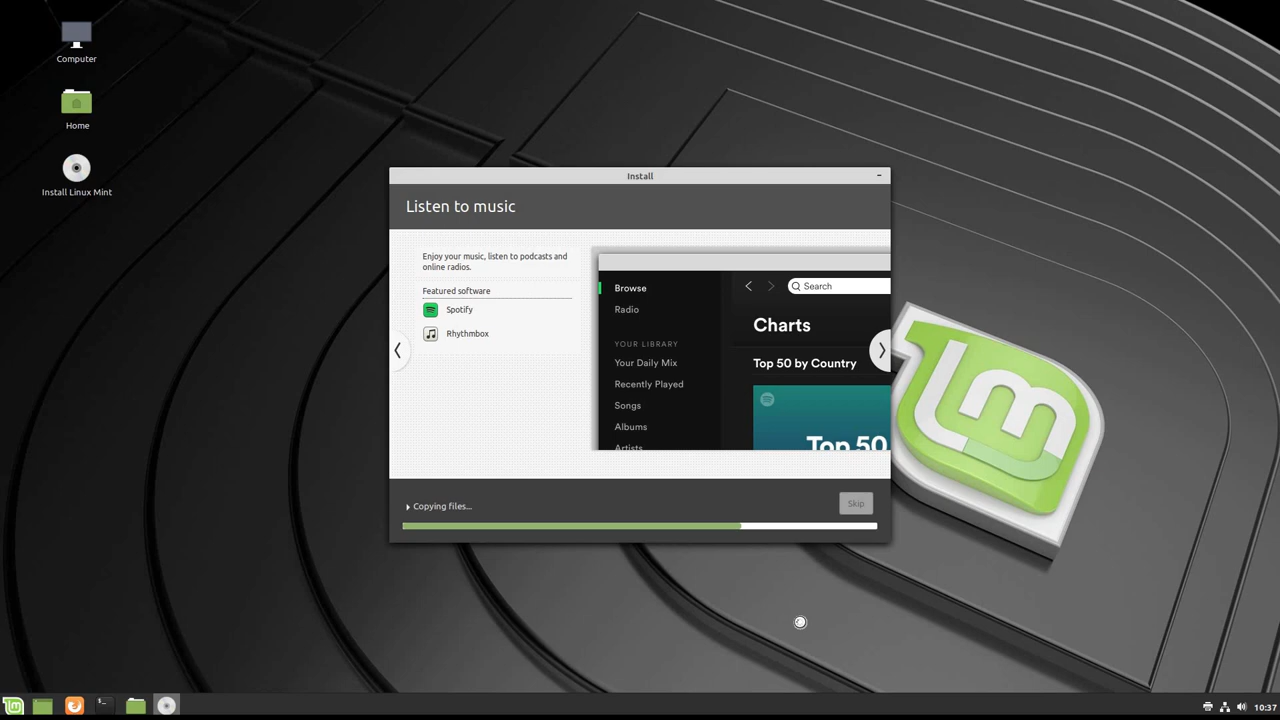 Computer
Home
Install Linux Mint
Install
Listen to music
Enjoy your music, listen to podcasts and
online radios.
Featured software
Spotify
Rhythmbox
Browse
Radio
YOUR LIBRARY
Your Daily Mix
Recently Played
Songs
Albums
Artists
Search
Charts
Top 50 by Country
Top 50
Copying files...
Skip
10:37